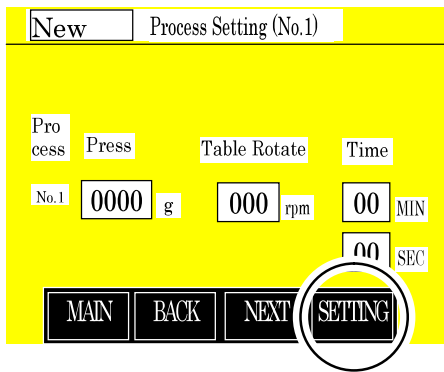 New Process Setting (No.1)
Pro
cess Press Table Rotate Time
No.1 0000 g 000 rpm 00 MIN
00 SEC
MAIN BACK NEXT SETTING